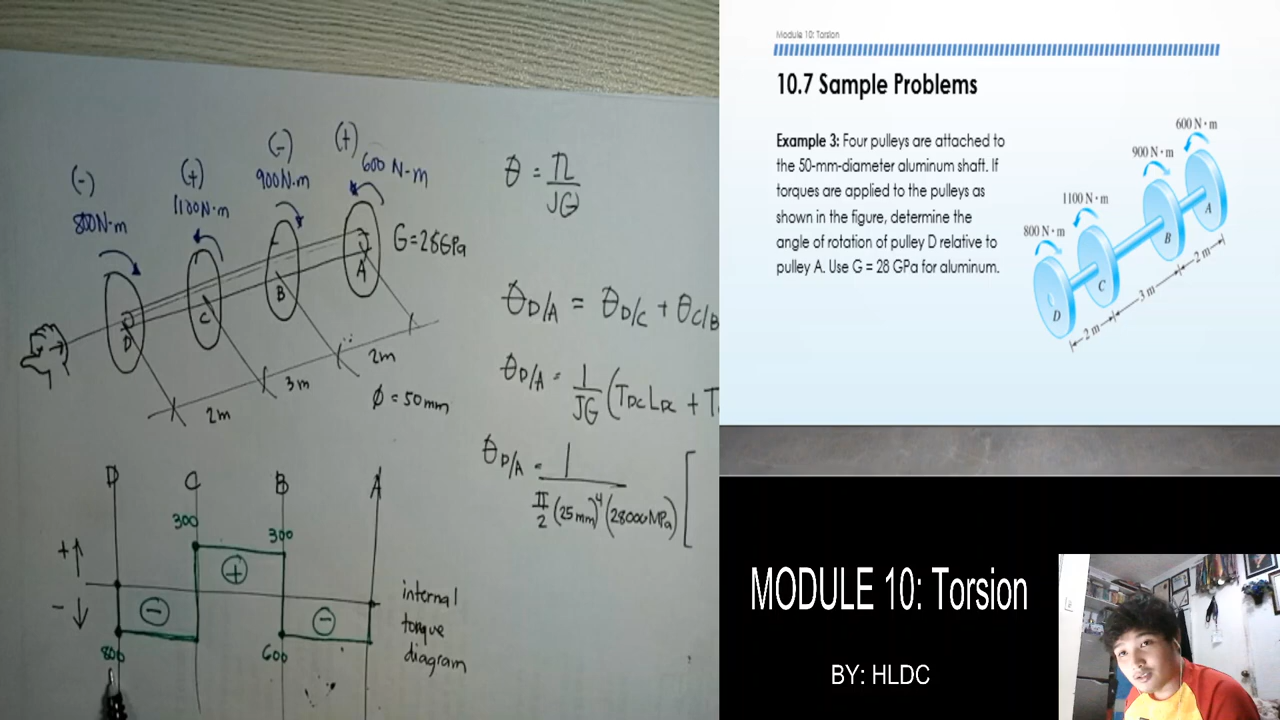 (-)
(+)
(-)
(+)
800N·m
1100N·m
900N·m
600 N·m
G=28GPa
D
C
B
A
2m
3m
2m
Ø = 50mm
θ = TL
JG
θD/A = θD/C + θC/B
θD/A = 1
JG
(TDCLDC + T
θD/A = 1
π
2
(25mm)⁴(28000MPa) [
D C B A
300
300
+↑
-↓
+
-
-
800
600
internal
torque
diagram
Module 10: Torsion
10.7 Sample Problems
Example 3: Four pulleys are attached to
the 50-mm-diameter aluminum shaft. If
torques are applied to the pulleys as
shown in the figure, determine the
angle of rotation of pulley D relative to
pulley A. Use G = 28 GPa for aluminum.
600 N·m
900 N·m
1100 N·m
800 N·m
A
B
C
D
2 m
3 m
2 m
MODULE 10: Torsion
BY: HLDC